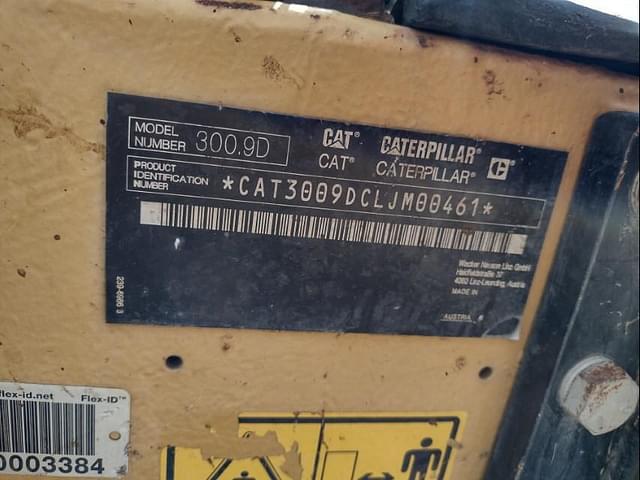 MODEL
NUMBER 300.9D
CAT® CATERPILLAR®
CAT® CATERPILLAR® C®
PRODUCT
IDENTIFICATION
NUMBER *CAT3009DCLJM00461*
Wacker Neuson Linz GmbH
Haidfeldstraße 37
4060 Linz-Leonding, Austria
MADE IN
AUSTRIA
flex-id.net Flex-ID™
0003384